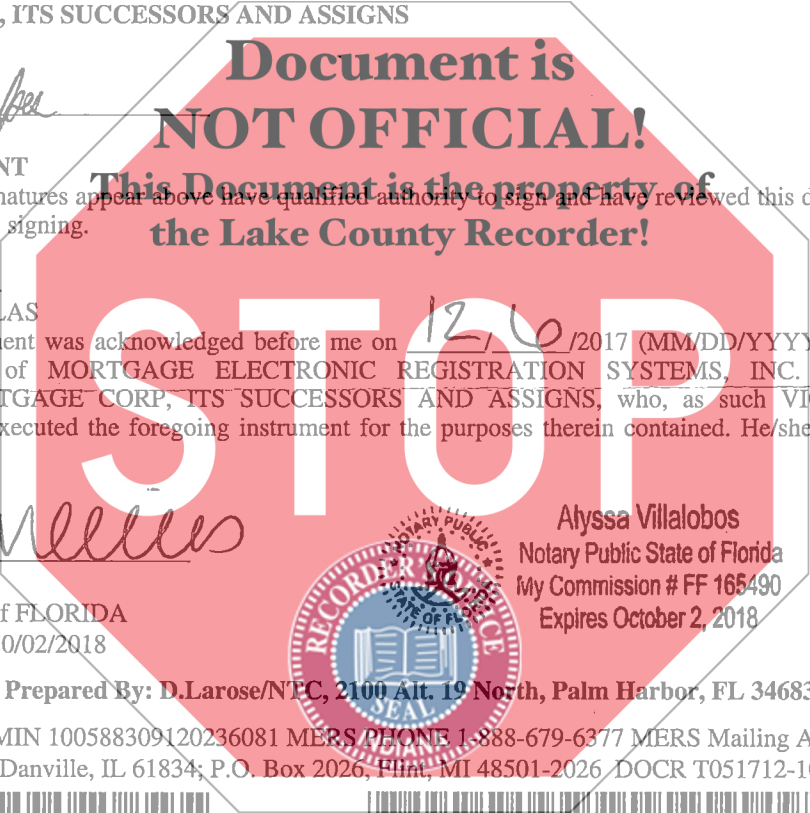 , ITS SUCCESSORS AND ASSIGNS
Document is
NOT OFFICIAL!
NT
This Document is the property of
natures appear above have qualified authority to sign and have reviewed this d
signing.
the Lake County Recorder!
LAS
STOP
nent was acknowledged before me on 12/ 6 /2017 (MM/DD/YYYY
of MORTGAGE ELECTRONIC REGISTRATION SYSTEMS, INC.
TGAGE CORP, ITS SUCCESSORS AND ASSIGNS, who, as such VI
xecuted the foregoing instrument for the purposes therein contained. He/she
Alyssa Villalobos
Notary Public State of Florida
My Commission # FF 165490
Expires October 2, 2018
NOTARY PUBLIC
STATE OF FLO
RECORDER OFFICE
SEAL
f FLORIDA
0/02/2018
Prepared By: D.Larose/NTC, 2100 Alt. 19 North, Palm Harbor, FL 34683
MIN 100588309120236081 MERS PHONE 1-888-679-6377 MERS Mailing A
Danville, IL 61834; P.O. Box 2026, Flint, MI 48501-2026 DOCR T051712-1